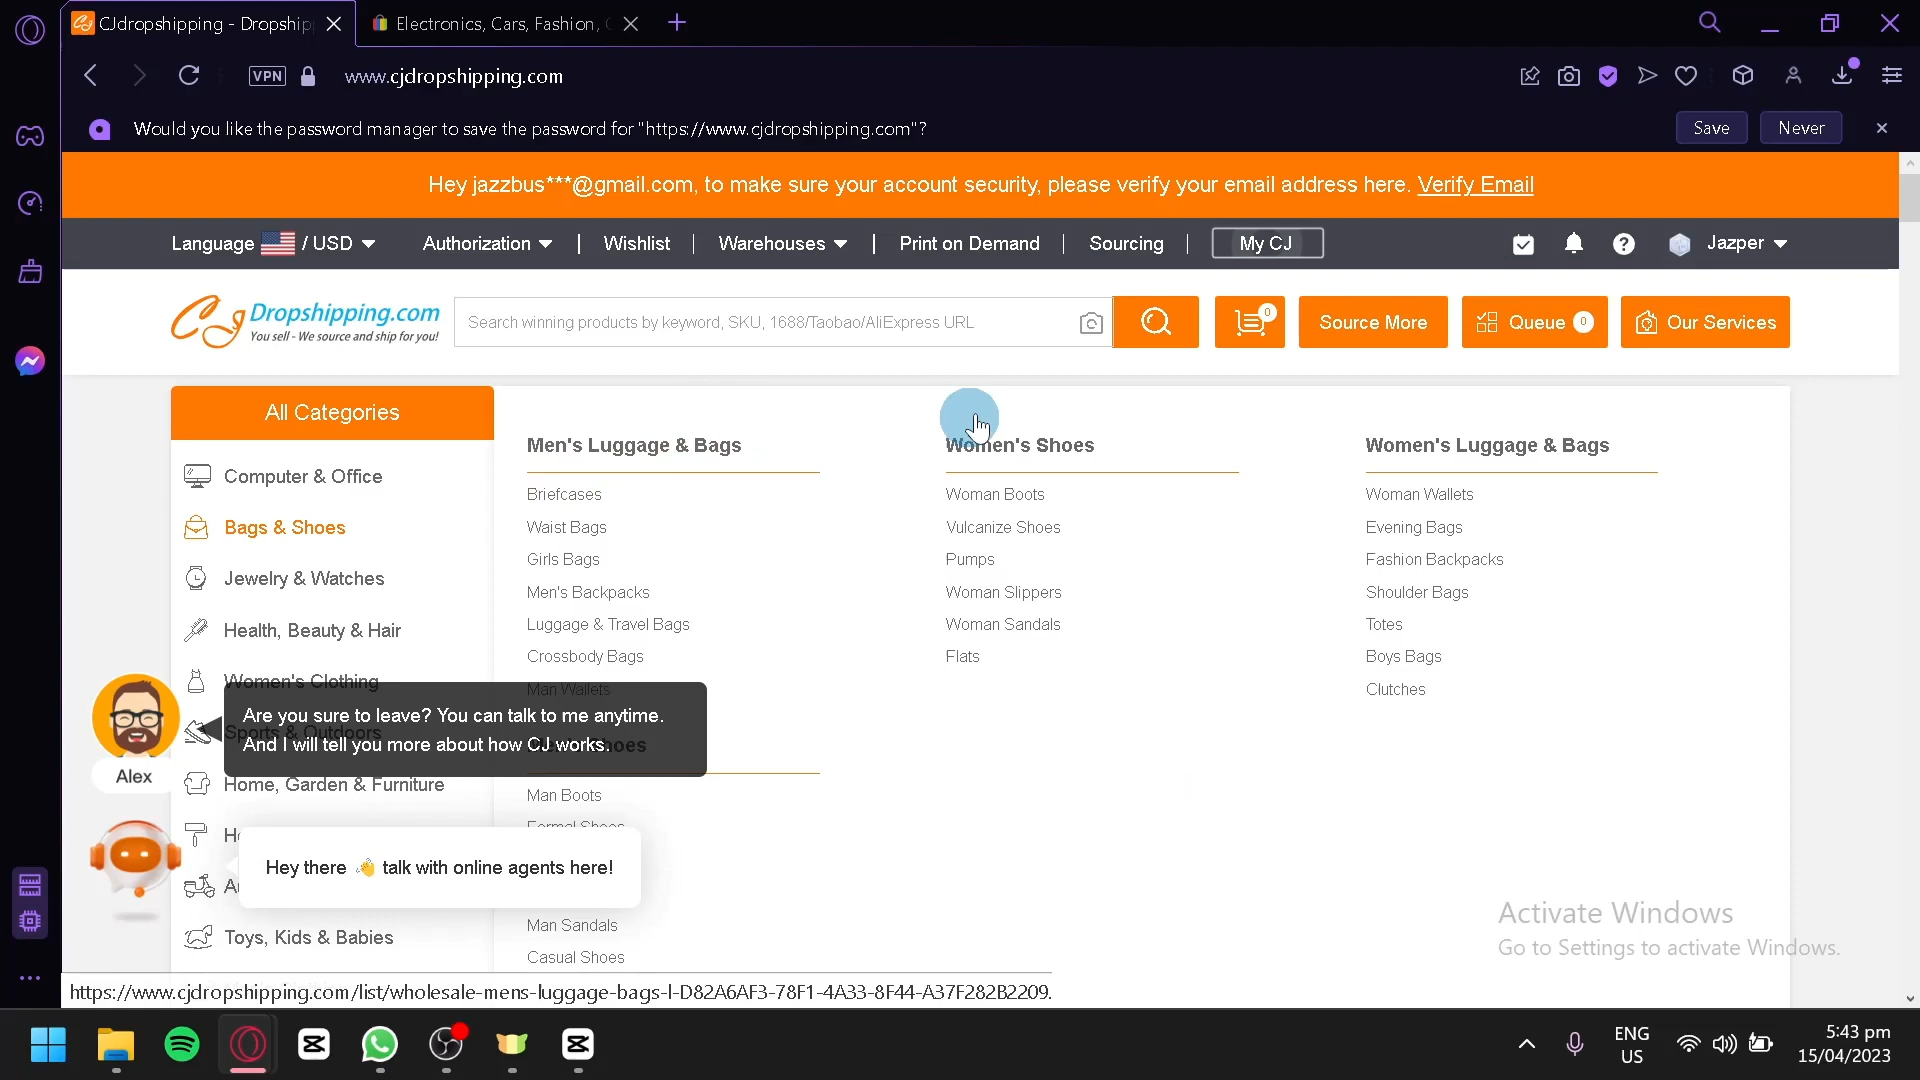 CJdropshipping - Dropship
Electronics, Cars, Fashion,
VPN
www.cjdropshipping.com
Would you like the password manager to save the password for "https://www.cjdropshipping.com"?
Save
Never
Hey jazzbus***@gmail.com, to make sure your account security, please verify your email address here. Verify Email
Language / USD
Authorization
Wishlist
Warehouses
Print on Demand
Sourcing
My CJ
Jazper
CJ Dropshipping.com
You sell - We source and ship for you!
Search winning products by keyword, SKU, 1688/Taobao/AliExpress URL
0
Source More
Queue 0
Our Services
All Categories
Computer & Office
Bags & Shoes
Jewelry & Watches
Health, Beauty & Hair
Women's Clothing
Sports & Outdoors
Home, Garden & Furniture
Toys, Kids & Babies
Men's Luggage & Bags
Briefcases
Waist Bags
Girls Bags
Men's Backpacks
Luggage & Travel Bags
Crossbody Bags
Man Wallets
Man Boots
Formal Shoes
Man Sandals
Casual Shoes
Women's Shoes
Woman Boots
Vulcanize Shoes
Pumps
Woman Slippers
Woman Sandals
Flats
Women's Luggage & Bags
Woman Wallets
Evening Bags
Fashion Backpacks
Shoulder Bags
Totes
Boys Bags
Clutches
Are you sure to leave? You can talk to me anytime.
And I will tell you more about how CJ works.
Alex
Hey there 👋 talk with online agents here!
Activate Windows
Go to Settings to activate Windows.
https://www.cjdropshipping.com/list/wholesale-mens-luggage-bags-l-D82A6AF3-78F1-4A33-8F44-A37F282B2209.
ENG
US
5:43 pm
15/04/2023